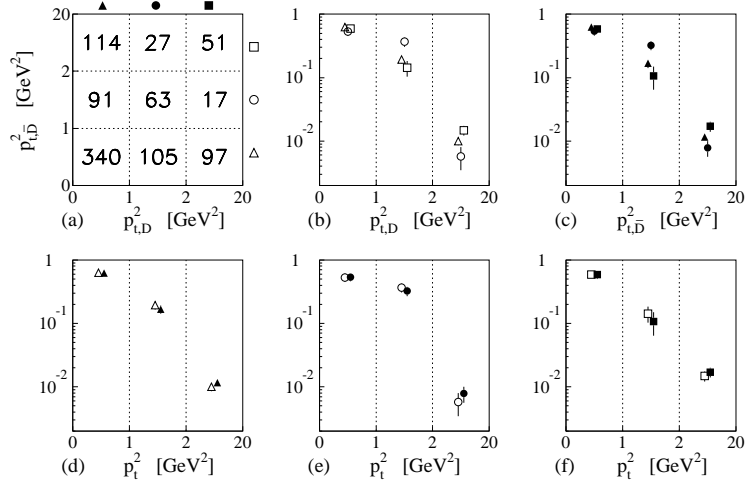 20
114 27 51
2
91 63 17
1
340 105 97
0
0 1 2 20
p²t,D̄ [GeV²]
(a) p²t,D [GeV²]
1
10⁻¹
10⁻²
0 1 2 20
(b) p²t,D [GeV²]
1
10⁻¹
10⁻²
0 1 2 20
(c) p²t,D̄ [GeV²]
1
10⁻¹
10⁻²
0 1 2 20
(d) p²t [GeV²]
1
10⁻¹
10⁻²
0 1 2 20
(e) p²t [GeV²]
1
10⁻¹
10⁻²
0 1 2 20
(f) p²t [GeV²]